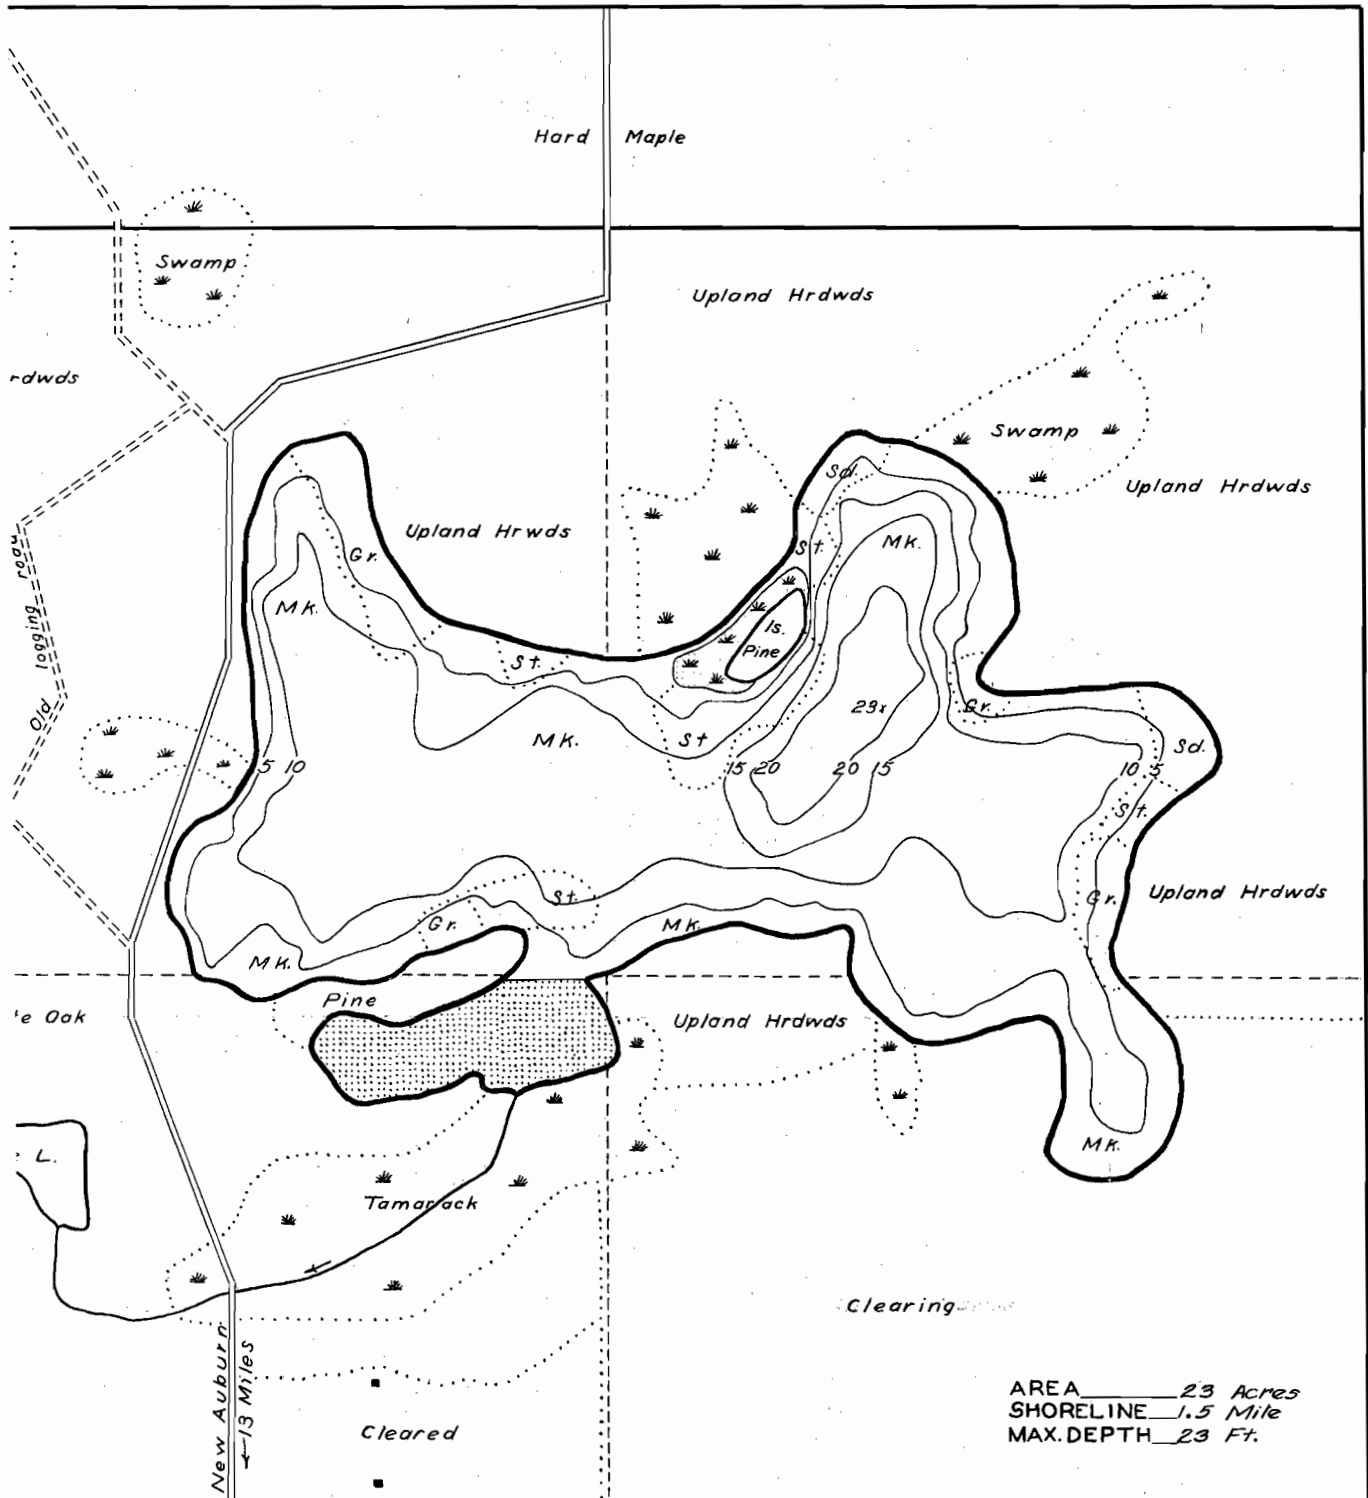 Hard Maple
Swamp
Upland Hrdwds
rdwds
Swamp
Upland Hrdwds
Sd.
Upland Hrwds
Gr.
St.
Mk.
Mk.
Is.
Pine
Old logging road
St.
Gr.
23x
Mk.
St
Sd.
5 10
15 20
20 15
10 5
St.
St.
Gr.
Upland Hrdwds
Gr.
Mk.
Mk.
Pine
'e Oak
Upland Hrdwds
Mk.
L.
Tamarack
Clearing
New Auburn
←13 Miles
Cleared
AREA 23 Acres
SHORELINE 1.5 Mile
MAX. DEPTH 23 Ft.